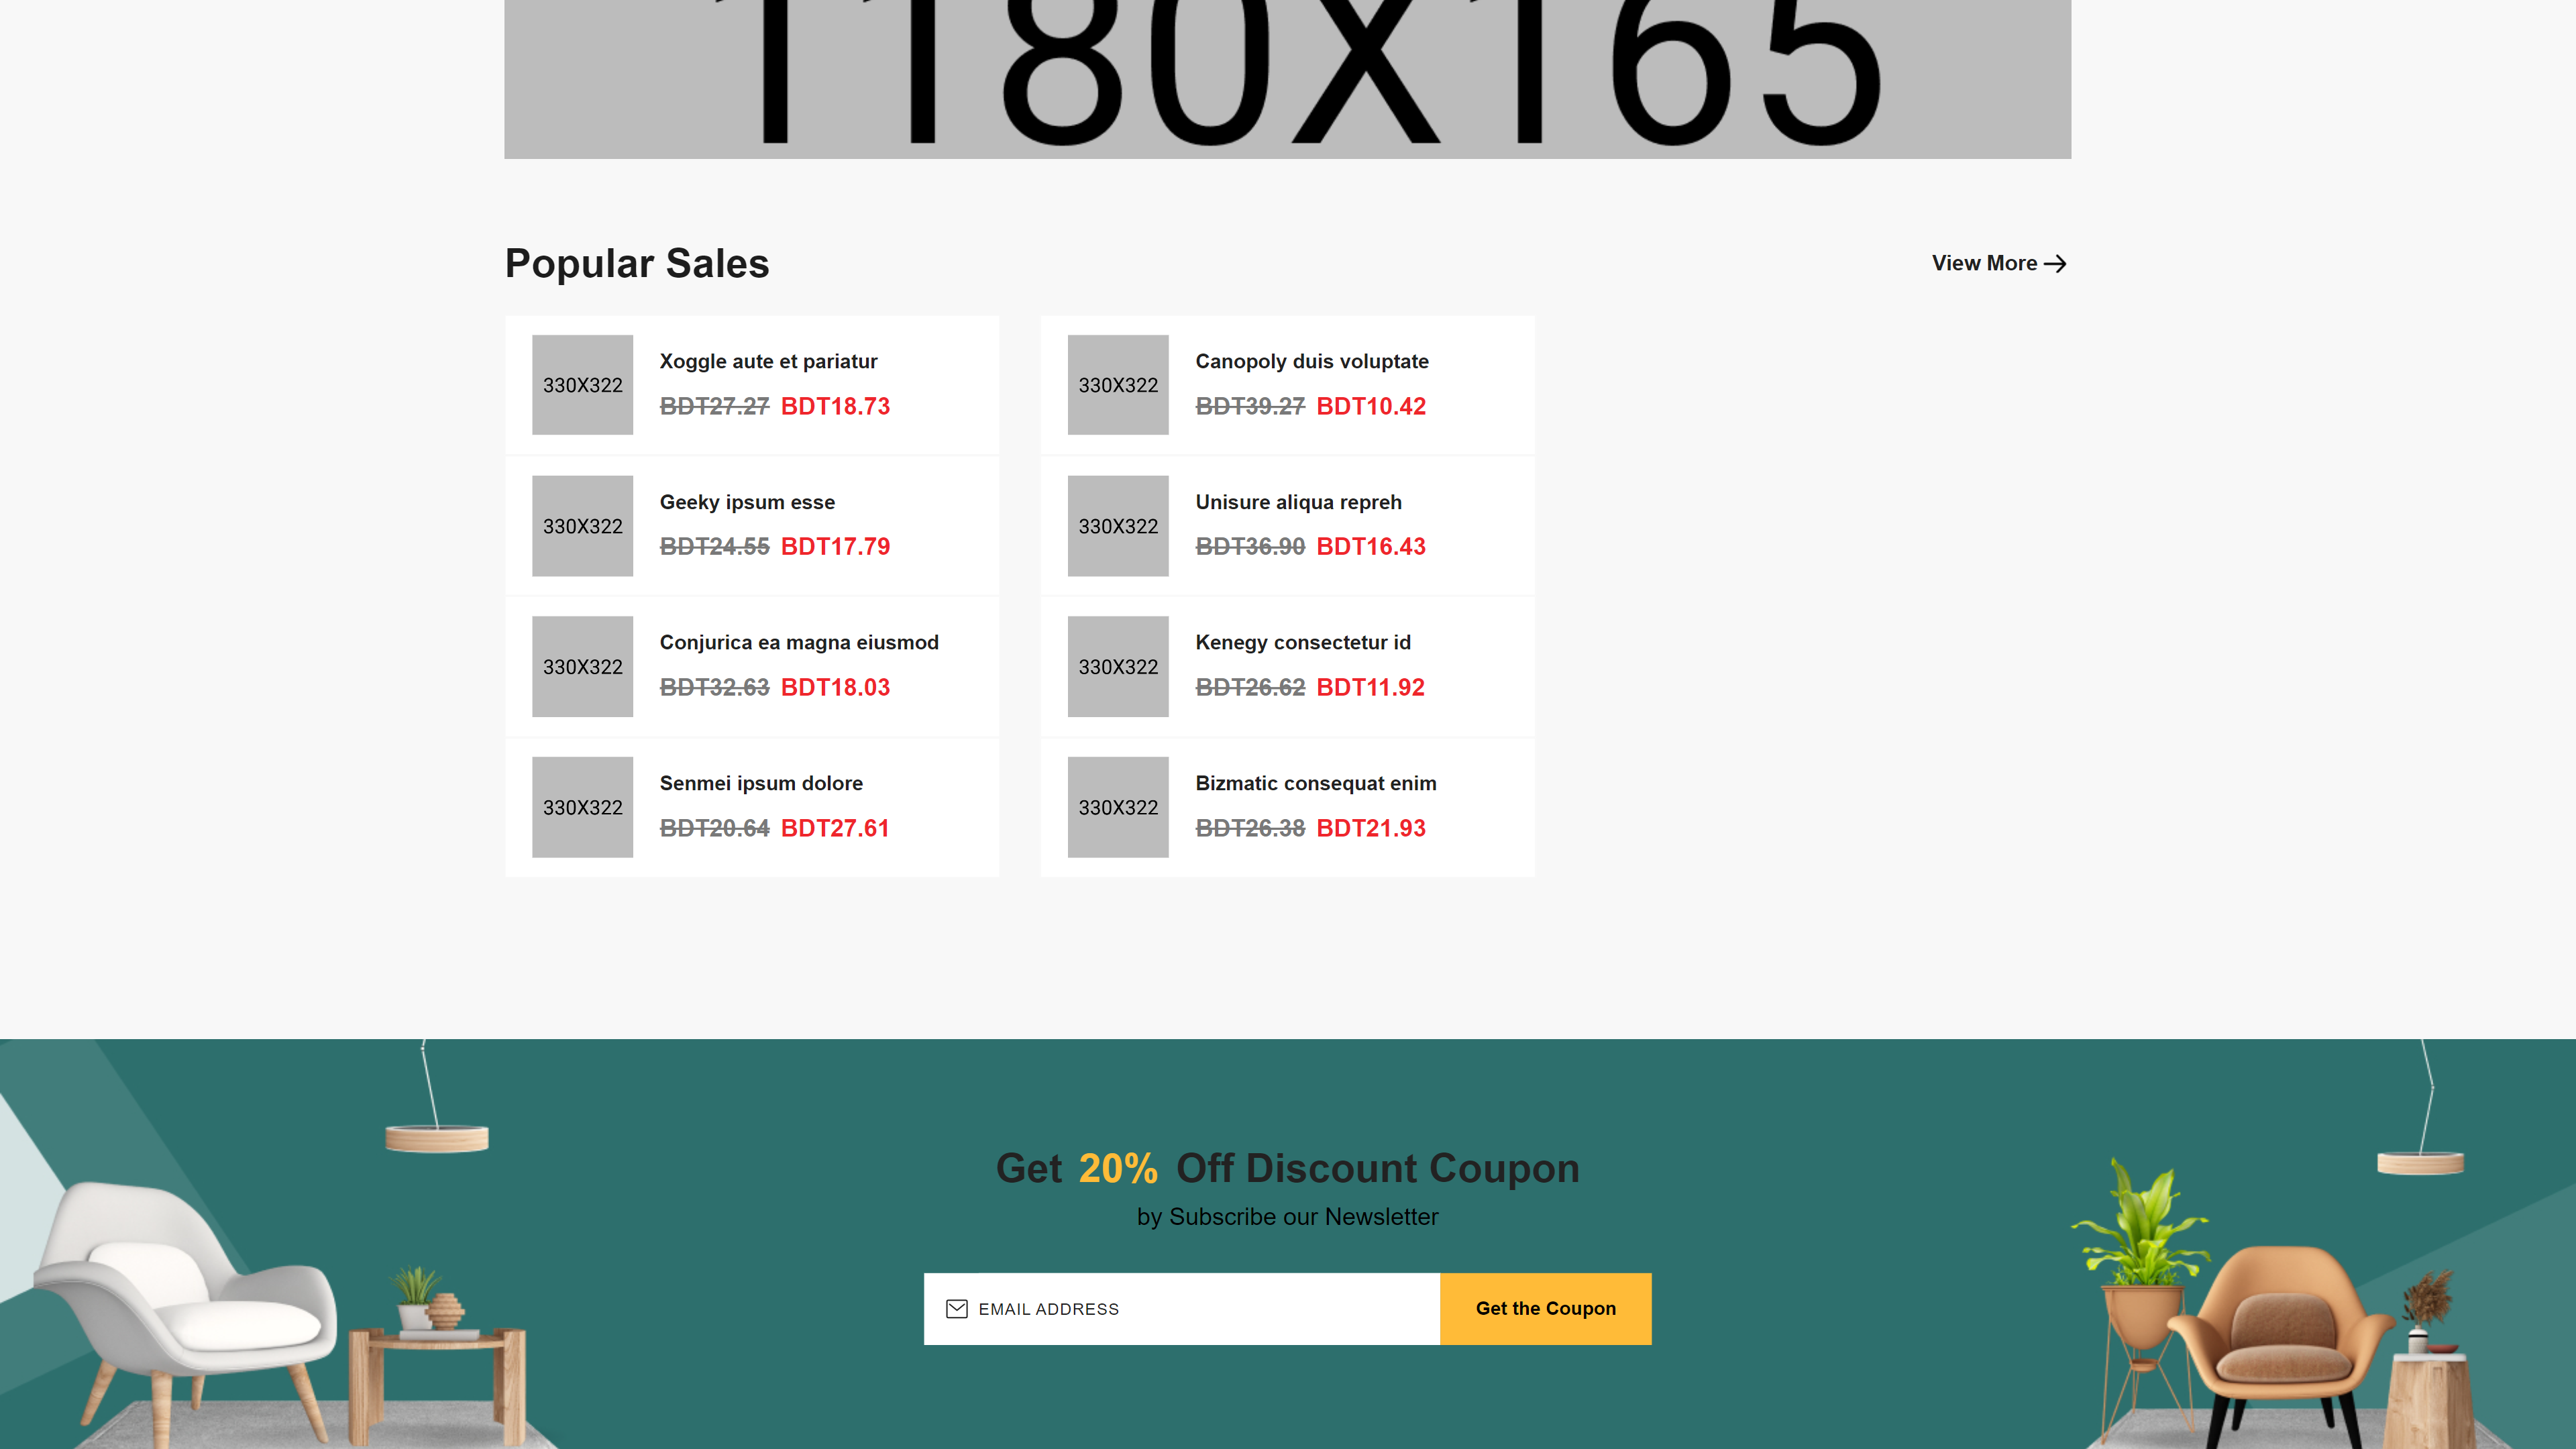 1180X165
Popular Sales
View More
330X322
Xoggle aute et pariatur
BDT27.27 BDT18.73
330X322
Geeky ipsum esse
BDT24.55 BDT17.79
330X322
Conjurica ea magna eiusmod
BDT32.63 BDT18.03
330X322
Senmei ipsum dolore
BDT20.64 BDT27.61
330X322
Canopoly duis voluptate
BDT39.27 BDT10.42
330X322
Unisure aliqua repreh
BDT36.90 BDT16.43
330X322
Kenegy consectetur id
BDT26.62 BDT11.92
330X322
Bizmatic consequat enim
BDT26.38 BDT21.93
Get 20% Off Discount Coupon
by Subscribe our Newsletter
EMAIL ADDRESS
Get the Coupon